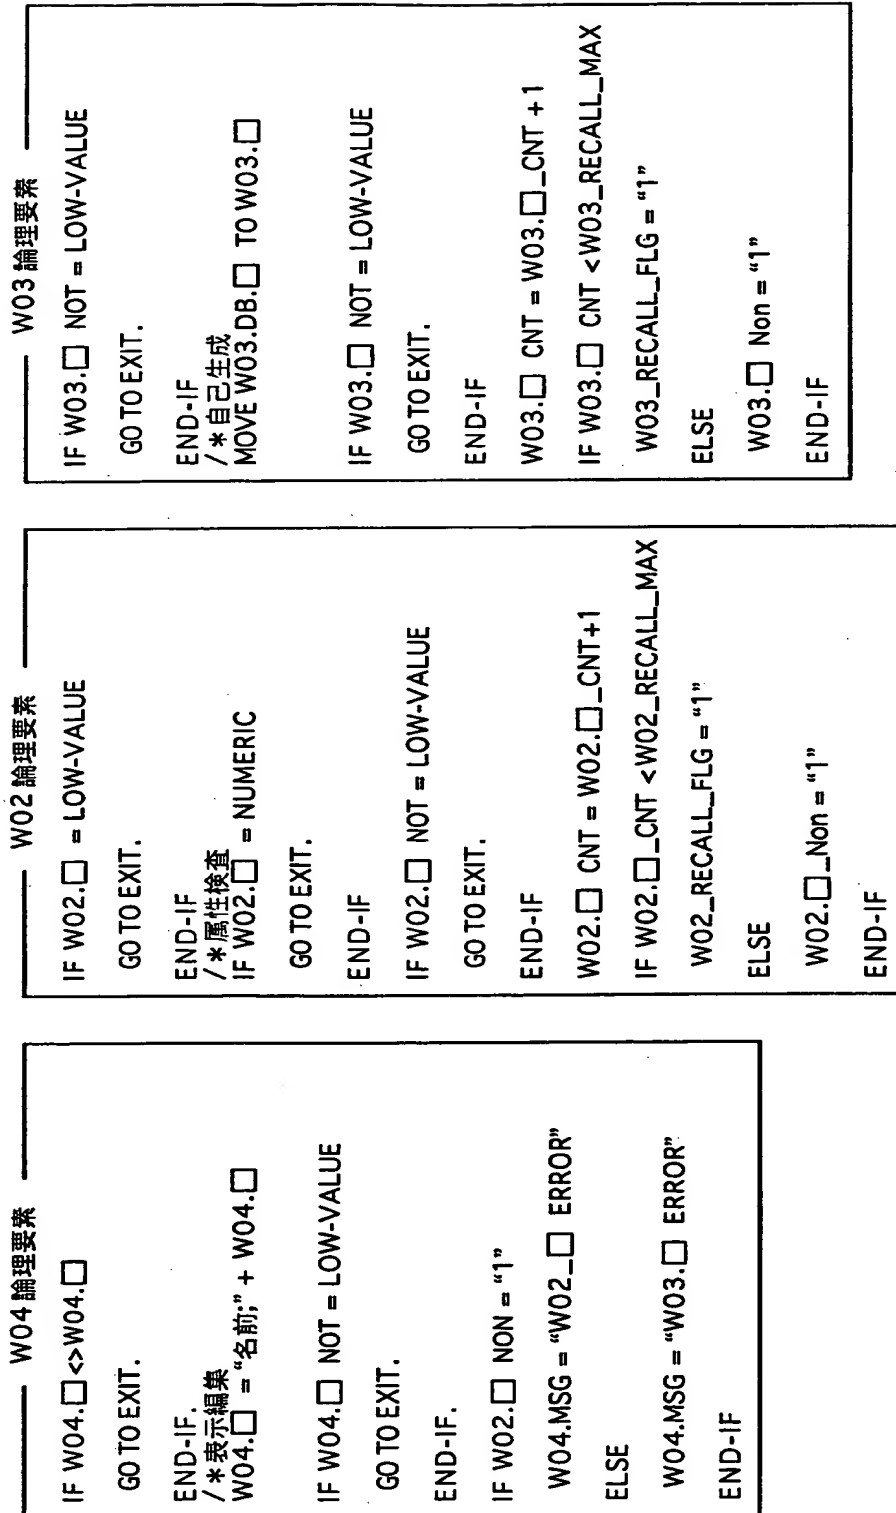 W04 論理要素
IF W04.□<>W04.□
GO TO EXIT.
END-IF.
/*表示編集
W04.□ = “名前;” + W04.□
IF W04.□ NOT = LOW-VALUE
GO TO EXIT.
END-IF.
IF W02.□ NON = “1”
W04.MSG = “W02_□ ERROR”
ELSE
W04.MSG = “W03.□ ERROR”
END-IF
W02 論理要素
IF W02.□ = LOW-VALUE
GO TO EXIT.
END-IF
/*属性検査
IF W02.□ = NUMERIC
GO TO EXIT.
END-IF
IF W02.□ NOT = LOW-VALUE
GO TO EXIT.
END-IF
W02.□ CNT = W02.□_CNT+1
IF W02.□_CNT <W02_RECALL_MAX
W02_RECALL_FLG = “1”
ELSE
W02.□_Non = “1”
END-IF
W03 論理要素
IF W03.□ NOT = LOW-VALUE
GO TO EXIT.
END-IF
/*自己生成
MOVE W03.DB.□ TO W03.□
IF W03.□ NOT = LOW-VALUE
GO TO EXIT.
END-IF
W03.□ CNT = W03.□_CNT +1
IF W03.□ CNT <W03_RECALL_MAX
W03_RECALL_FLG = “1”
ELSE
W03.□ Non = “1”
END-IF